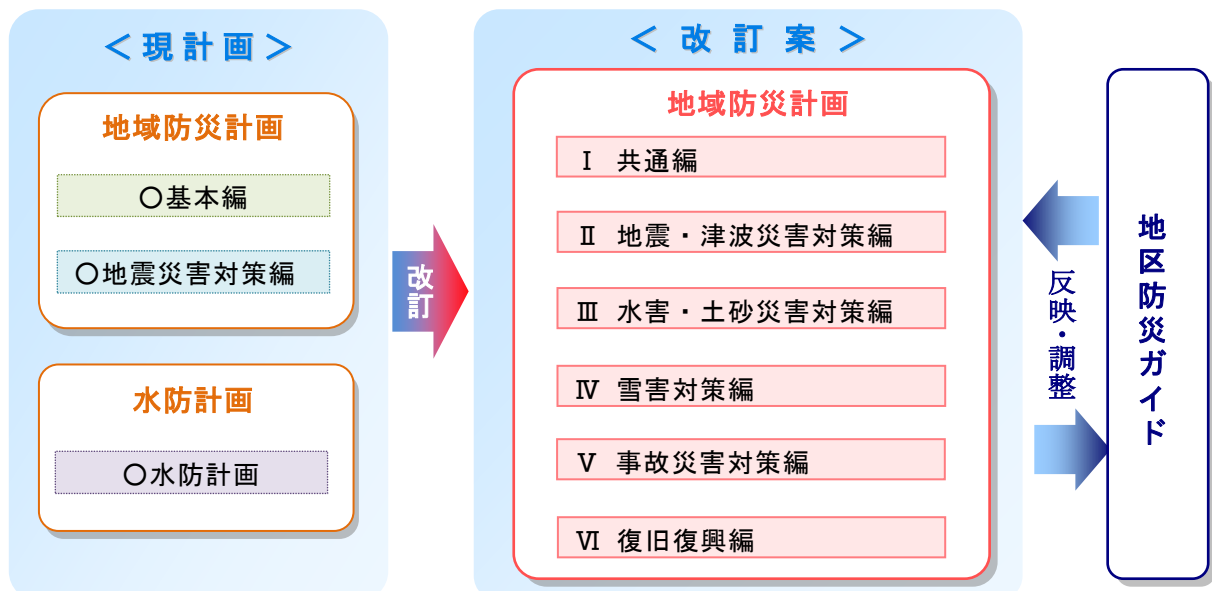 ＜現計画＞
地域防災計画
〇基本編
〇地震災害対策編
水防計画
〇水防計画
改訂
＜ 改 訂 案 ＞
地域防災計画
Ⅰ 共通編
Ⅱ 地震・津波災害対策編
Ⅲ 水害・土砂災害対策編
Ⅳ 雪害対策編
Ⅴ 事故災害対策編
Ⅵ 復旧復興編
反映・調整
地区防災ガイド